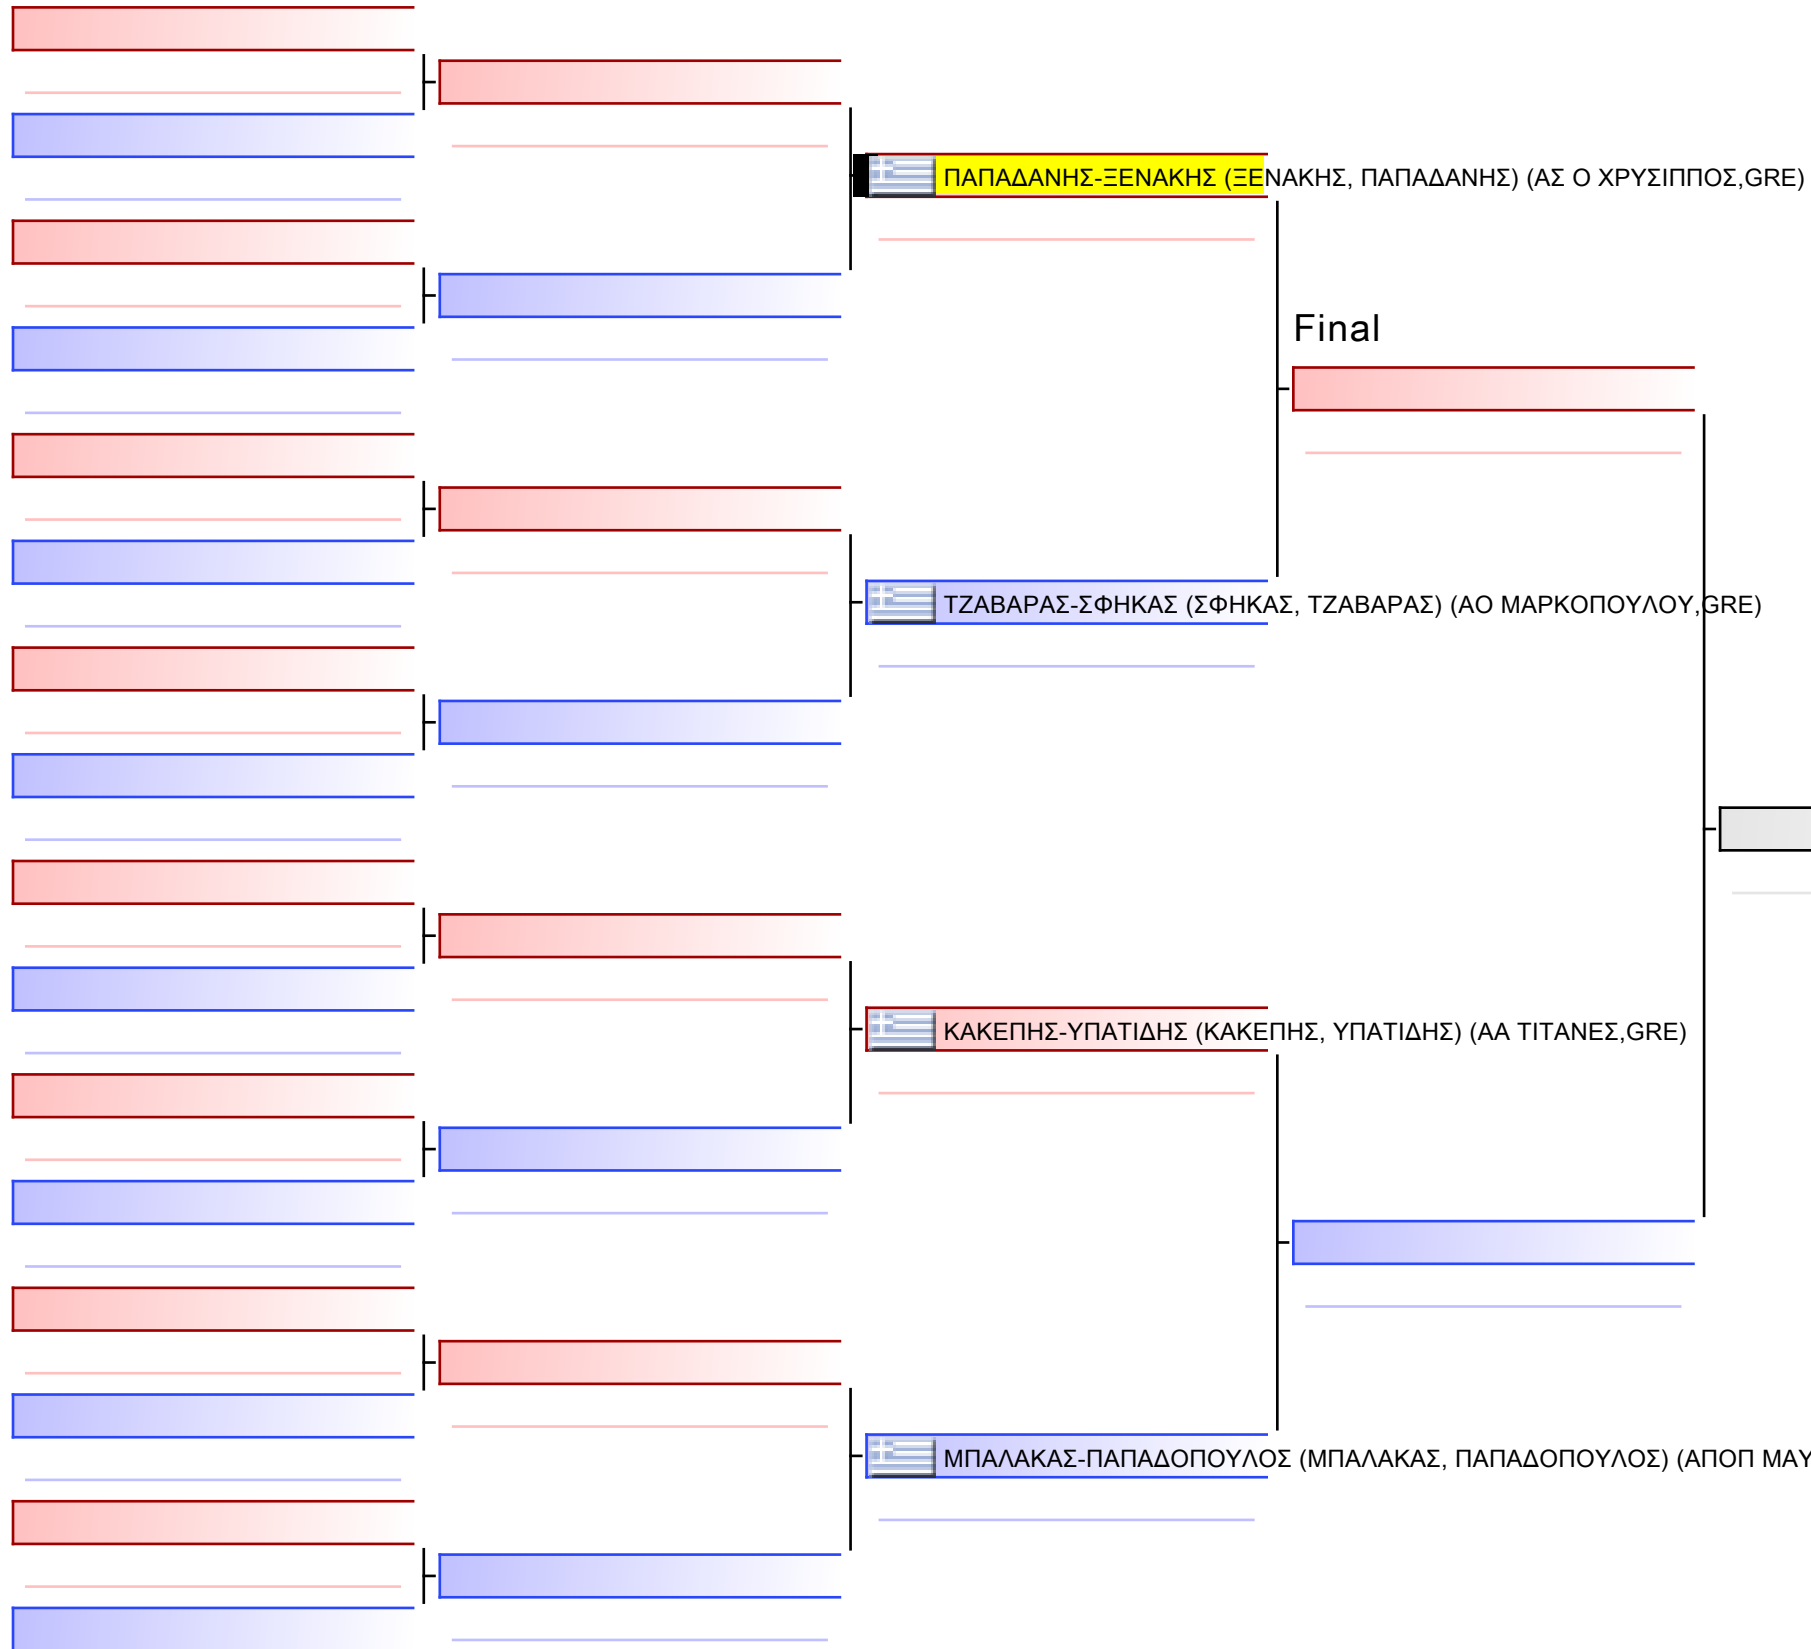 ΠΑΠΑΔΑΝΗΣ-ΞΕΝΑΚΗΣ (ΞΕΝΑΚΗΣ, ΠΑΠΑΔΑΝΗΣ) (ΑΣ Ο ΧΡΥΣΙΠΠΟΣ,GRE)
Final
ΤΖΑΒΑΡΑΣ-ΣΦΗΚΑΣ (ΣΦΗΚΑΣ, ΤΖΑΒΑΡΑΣ) (ΑΟ ΜΑΡΚΟΠΟΥΛΟΥ,GRE)
ΚΑΚΕΠΗΣ-ΥΠΑΤΙΔΗΣ (ΚΑΚΕΠΗΣ, ΥΠΑΤΙΔΗΣ) (ΑΑ ΤΙΤΑΝΕΣ,GRE)
ΜΠΑΛΑΚΑΣ-ΠΑΠΑΔΟΠΟΥΛΟΣ (ΜΠΑΛΑΚΑΣ, ΠΑΠΑΔΟΠΟΥΛΟΣ) (ΑΠΟΠ ΜΑΥ